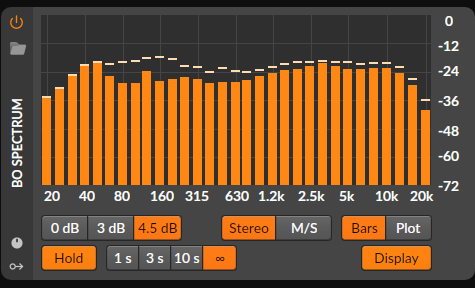 BO SPECTRUM
0
-12
-24
-36
-48
-60
-72
20 40 80 160 315 630 1.2k 2.5k 5k 10k 20k
0 dB 3 dB 4.5 dB Stereo M/S Bars Plot
Hold 1 s 3 s 10 s ∞ Display